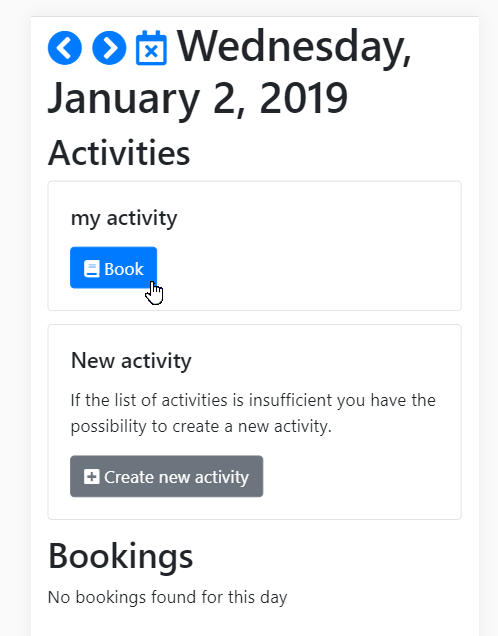 Wednesday,
January 2, 2019
Activities
my activity
Book
New activity
If the list of activities is insufficient you have the
possibility to create a new activity.
Create new activity
Bookings
No bookings found for this day